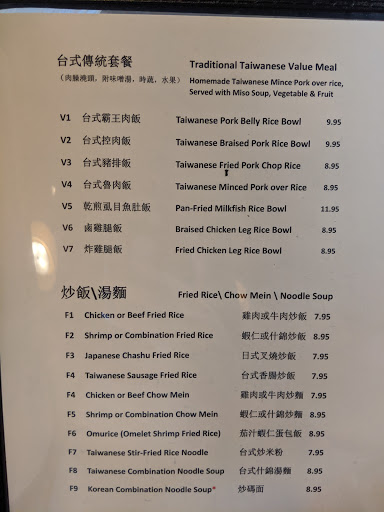 台式傳統套餐 Traditional Taiwanese Value Meal
(肉臊澆頭，附味噌湯，時蔬，水果) Homemade Taiwanese Mince Pork over rice,
Served with Miso Soup, Vegetable & Fruit
V1 台式霸王肉飯 Taiwanese Pork Belly Rice Bowl 9.95
V2 台式控肉飯 Taiwanese Braised Pork Rice Bowl 9.95
V3 台式豬排飯 Taiwanese Fried Pork Chop Rice 8.95
V4 台式魯肉飯 Taiwanese Minced Pork over Rice 8.95
V5 乾煎虱目魚肚飯 Pan-Fried Milkfish Rice Bowl 11.95
V6 鹵雞腿飯 Braised Chicken Leg Rice Bowl 8.95
V7 炸雞腿飯 Fried Chicken Leg Rice Bowl 8.95
炒飯\湯麵 Fried Rice\ Chow Mein \ Noodle Soup
F1 Chicken or Beef Fried Rice 雞肉或牛肉炒飯 7.95
F2 Shrimp or Combination Fried Rice 蝦仁或什錦炒飯 8.95
F3 Japanese Chashu Fried Rice 日式叉燒炒飯 7.95
F4 Taiwanese Sausage Fried Rice 台式香腸炒飯 7.95
F4 Chicken or Beef Chow Mein 雞肉或牛肉炒麵 7.95
F5 Shrimp or Combination Chow Mein 蝦仁或什錦炒麵 8.95
F6 Omurice (Omelet Shrimp Fried Rice) 茄汁蝦仁蛋包飯 8.95
F7 Taiwanese Stir-Fried Rice Noodle 台式炒米粉 7.95
F8 Taiwanese Combination Noodle Soup 台式什錦湯麵 8.95
F9 Korean Combination Noodle Soup* 炒碼面 8.95